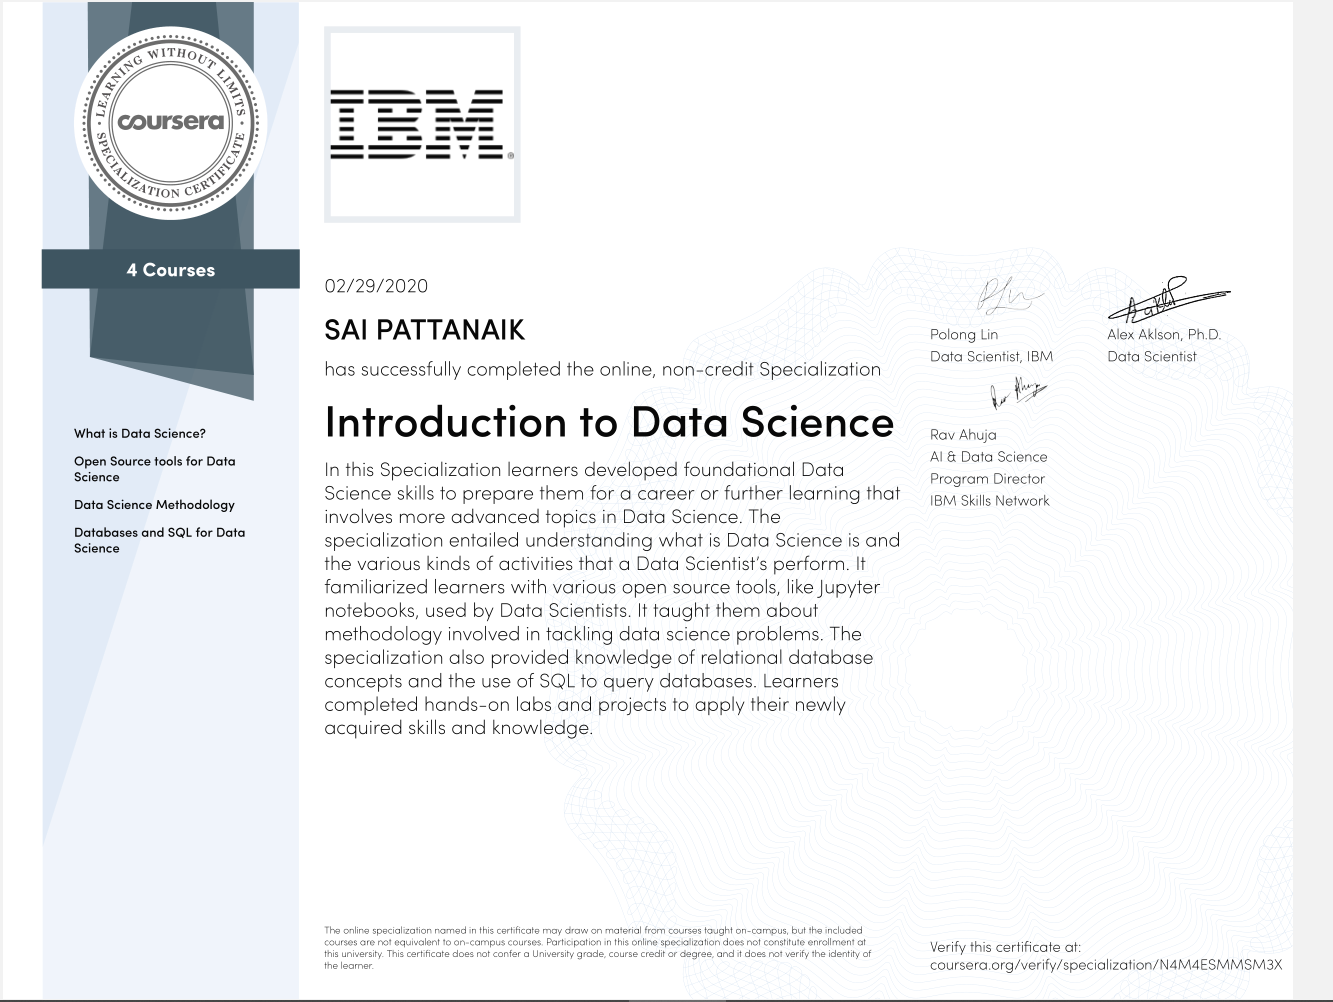 LEARNING WITHOUT LIMITS
coursera
SPECIALIZATION CERTIFICATE
4 Courses
What is Data Science?
Open Source tools for Data
Science
Data Science Methodology
Databases and SQL for Data
Science
IBM
®
02/29/2020
SAI PATTANAIK
has successfully completed the online, non-credit Specialization
Introduction to Data Science
In this Specialization learners developed foundational Data
Science skills to prepare them for a career or further learning that
involves more advanced topics in Data Science. The
specialization entailed understanding what is Data Science is and
the various kinds of activities that a Data Scientist's perform. It
familiarized learners with various open source tools, like Jupyter
notebooks, used by Data Scientists. It taught them about
methodology involved in tackling data science problems. The
specialization also provided knowledge of relational database
concepts and the use of SQL to query databases. Learners
completed hands-on labs and projects to apply their newly
acquired skills and knowledge.
Polong Lin
Data Scientist, IBM
Alex Aklson, Ph.D.
Data Scientist
Rav Ahuja
AI & Data Science
Program Director
IBM Skills Network
The online specialization named in this certificate may draw on material from courses taught on-campus, but the included
courses are not equivalent to on-campus courses. Participation in this online specialization does not constitute enrollment at
this university. This certificate does not confer a University grade, course credit or degree, and it does not verify the identity of
the learner.
Verify this certificate at:
coursera.org/verify/specialization/N4M4ESMMSM3X